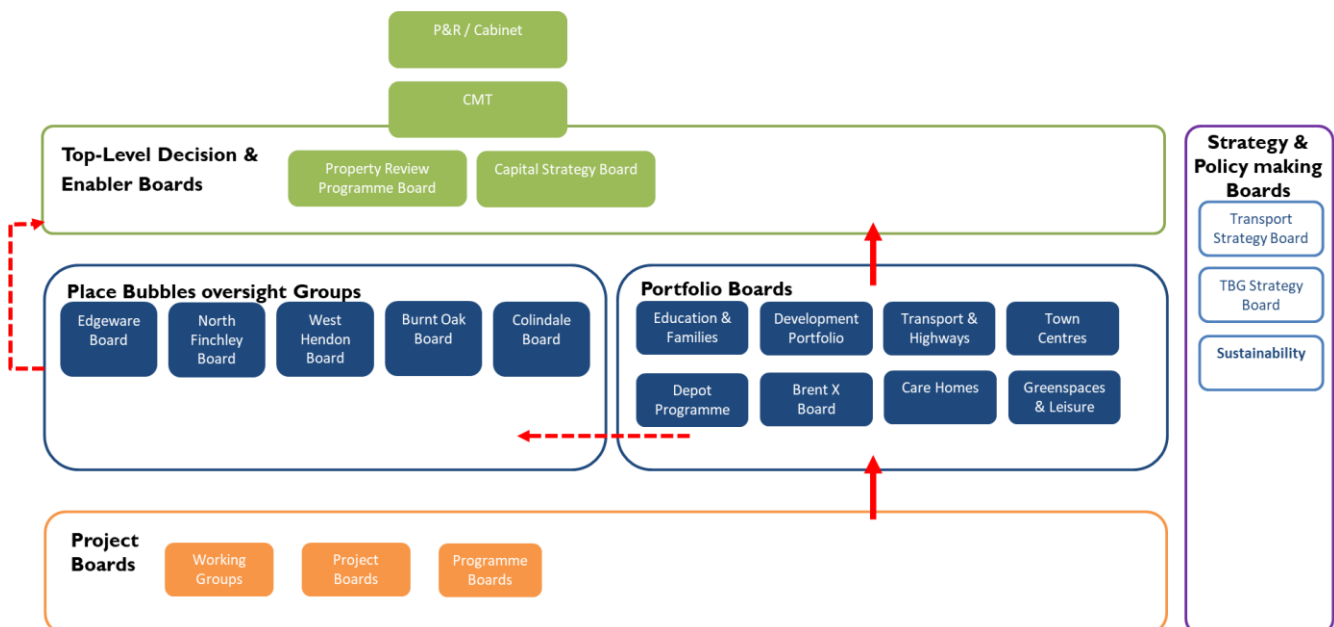 P&R / Cabinet
CMT
Top-Level Decision &
Enabler Boards
Property Review
Programme Board
Capital Strategy Board
Strategy &
Policy making
Boards
Transport
Strategy Board
TBG Strategy
Board
Sustainability
Place Bubbles oversight Groups
Edgeware
Board
North
Finchley
Board
West
Hendon
Board
Burnt Oak
Board
Colindale
Board
Portfolio Boards
Education &
Families
Development
Portfolio
Transport &
Highways
Town
Centres
Depot
Programme
Brent X
Board
Care Homes
Greenspaces
& Leisure
Project
Boards
Working
Groups
Project
Boards
Programme
Boards